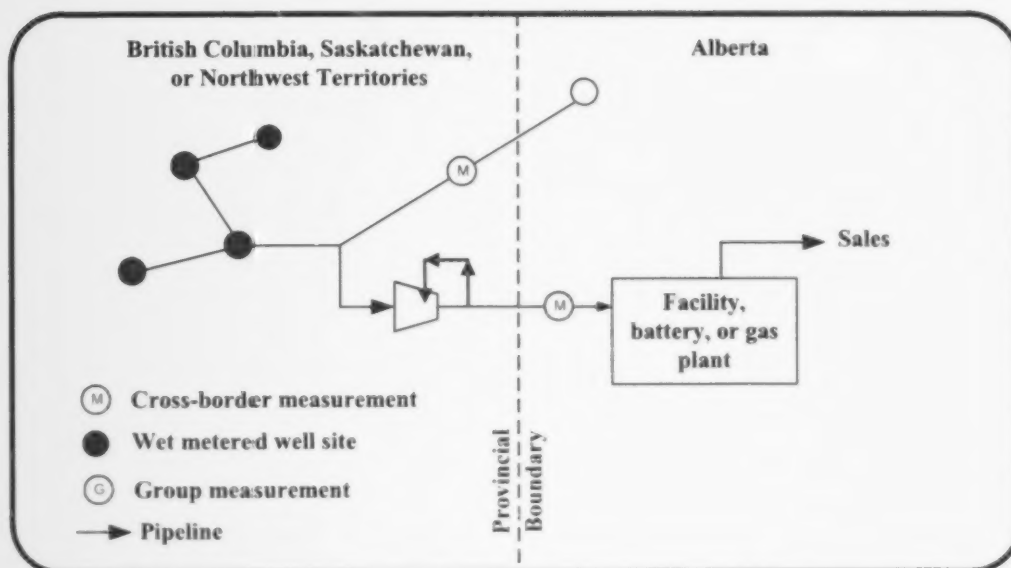 British Columbia, Saskatchewan,
or Northwest Territories
Alberta
M
Sales
M
Facility,
battery, or gas
plant
M Cross-border measurement
Wet metered well site
G Group measurement
Pipeline
Provincial
Boundary